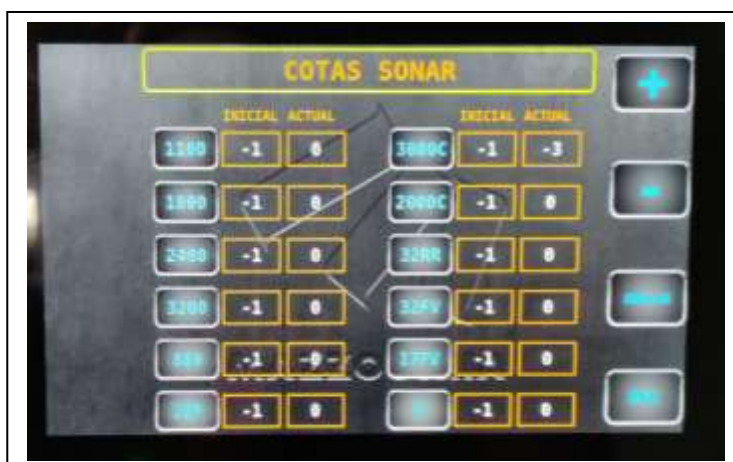 COTAS SONAR
INICIAL ACTUAL INICIAL ACTUAL
+
1100 -1 0 3000C -1 -3
1800 -1 0 2000C -1 0
-
2400 -1 0 32RR -1 0
3200 -1 0 32FV -1 0
-1 0 17FV -1 0
-1 0 -1 0